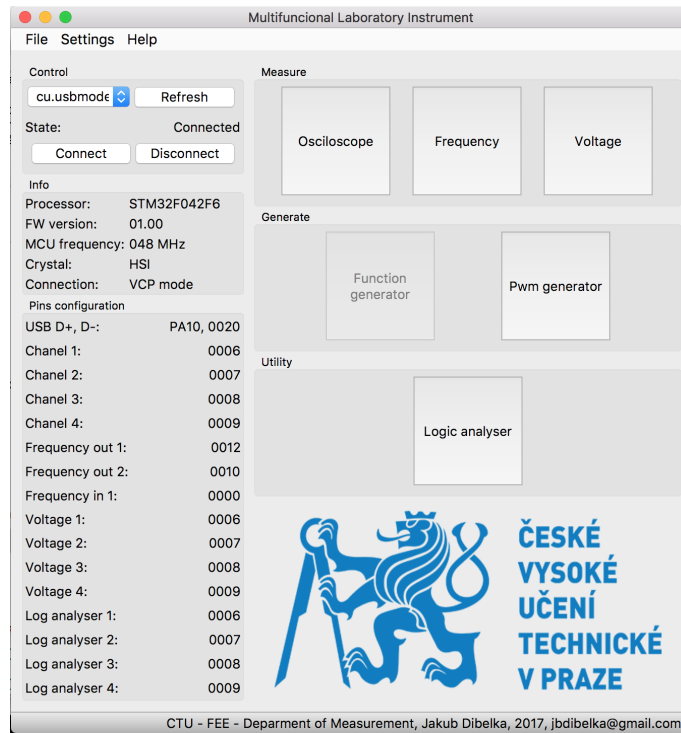 Multifuncional Laboratory Instrument
File Settings Help
Control
cu.usbmode
Refresh
State: Connected
Connect Disconnect
Info
Processor: STM32F042F6
FW version: 01.00
MCU frequency: 048 MHz
Crystal: HSI
Connection: VCP mode
Pins configuration
USB D+, D-: PA10, 0020
Chanel 1: 0006
Chanel 2: 0007
Chanel 3: 0008
Chanel 4: 0009
Frequency out 1: 0012
Frequency out 2: 0010
Frequency in 1: 0000
Voltage 1: 0006
Voltage 2: 0007
Voltage 3: 0008
Voltage 4: 0009
Log analyser 1: 0006
Log analyser 2: 0007
Log analyser 3: 0008
Log analyser 4: 0009
Measure
Osciloscope Frequency Voltage
Generate
Function
generator
Pwm generator
Utility
Logic analyser
ČESKÉ
VYSOKÉ
UČENÍ
TECHNICKÉ
V PRAZE
CTU - FEE - Deparment of Measurement, Jakub Dibelka, 2017, jbdibelka@gmail.com